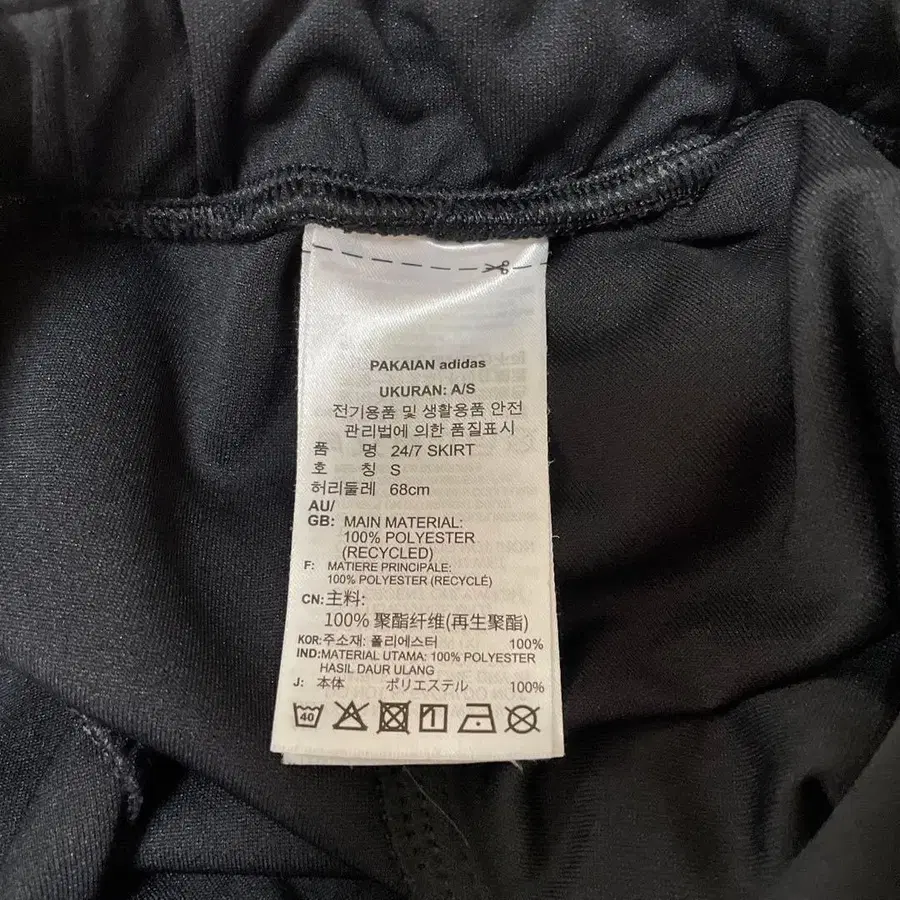 PAKAIAN adidas
UKURAN: A/S
전기용품 및 생활용품 안전
관리법에 의한 품질표시
품 명 24/7 SKIRT
호 칭 S
허리둘레 68cm
AU/
GB: MAIN MATERIAL:
100% POLYESTER
(RECYCLED)
F: MATIERE PRINCIPALE:
100% POLYESTER (RECYCLÉ)
CN:主料:
100% 聚酯纤维(再生聚酯)
KOR:주소재: 폴리에스터 100%
IND:MATERIAL UTAMA: 100% POLYESTER
HASIL DAUR ULANG
J: 本体 ポリエステル 100%
40